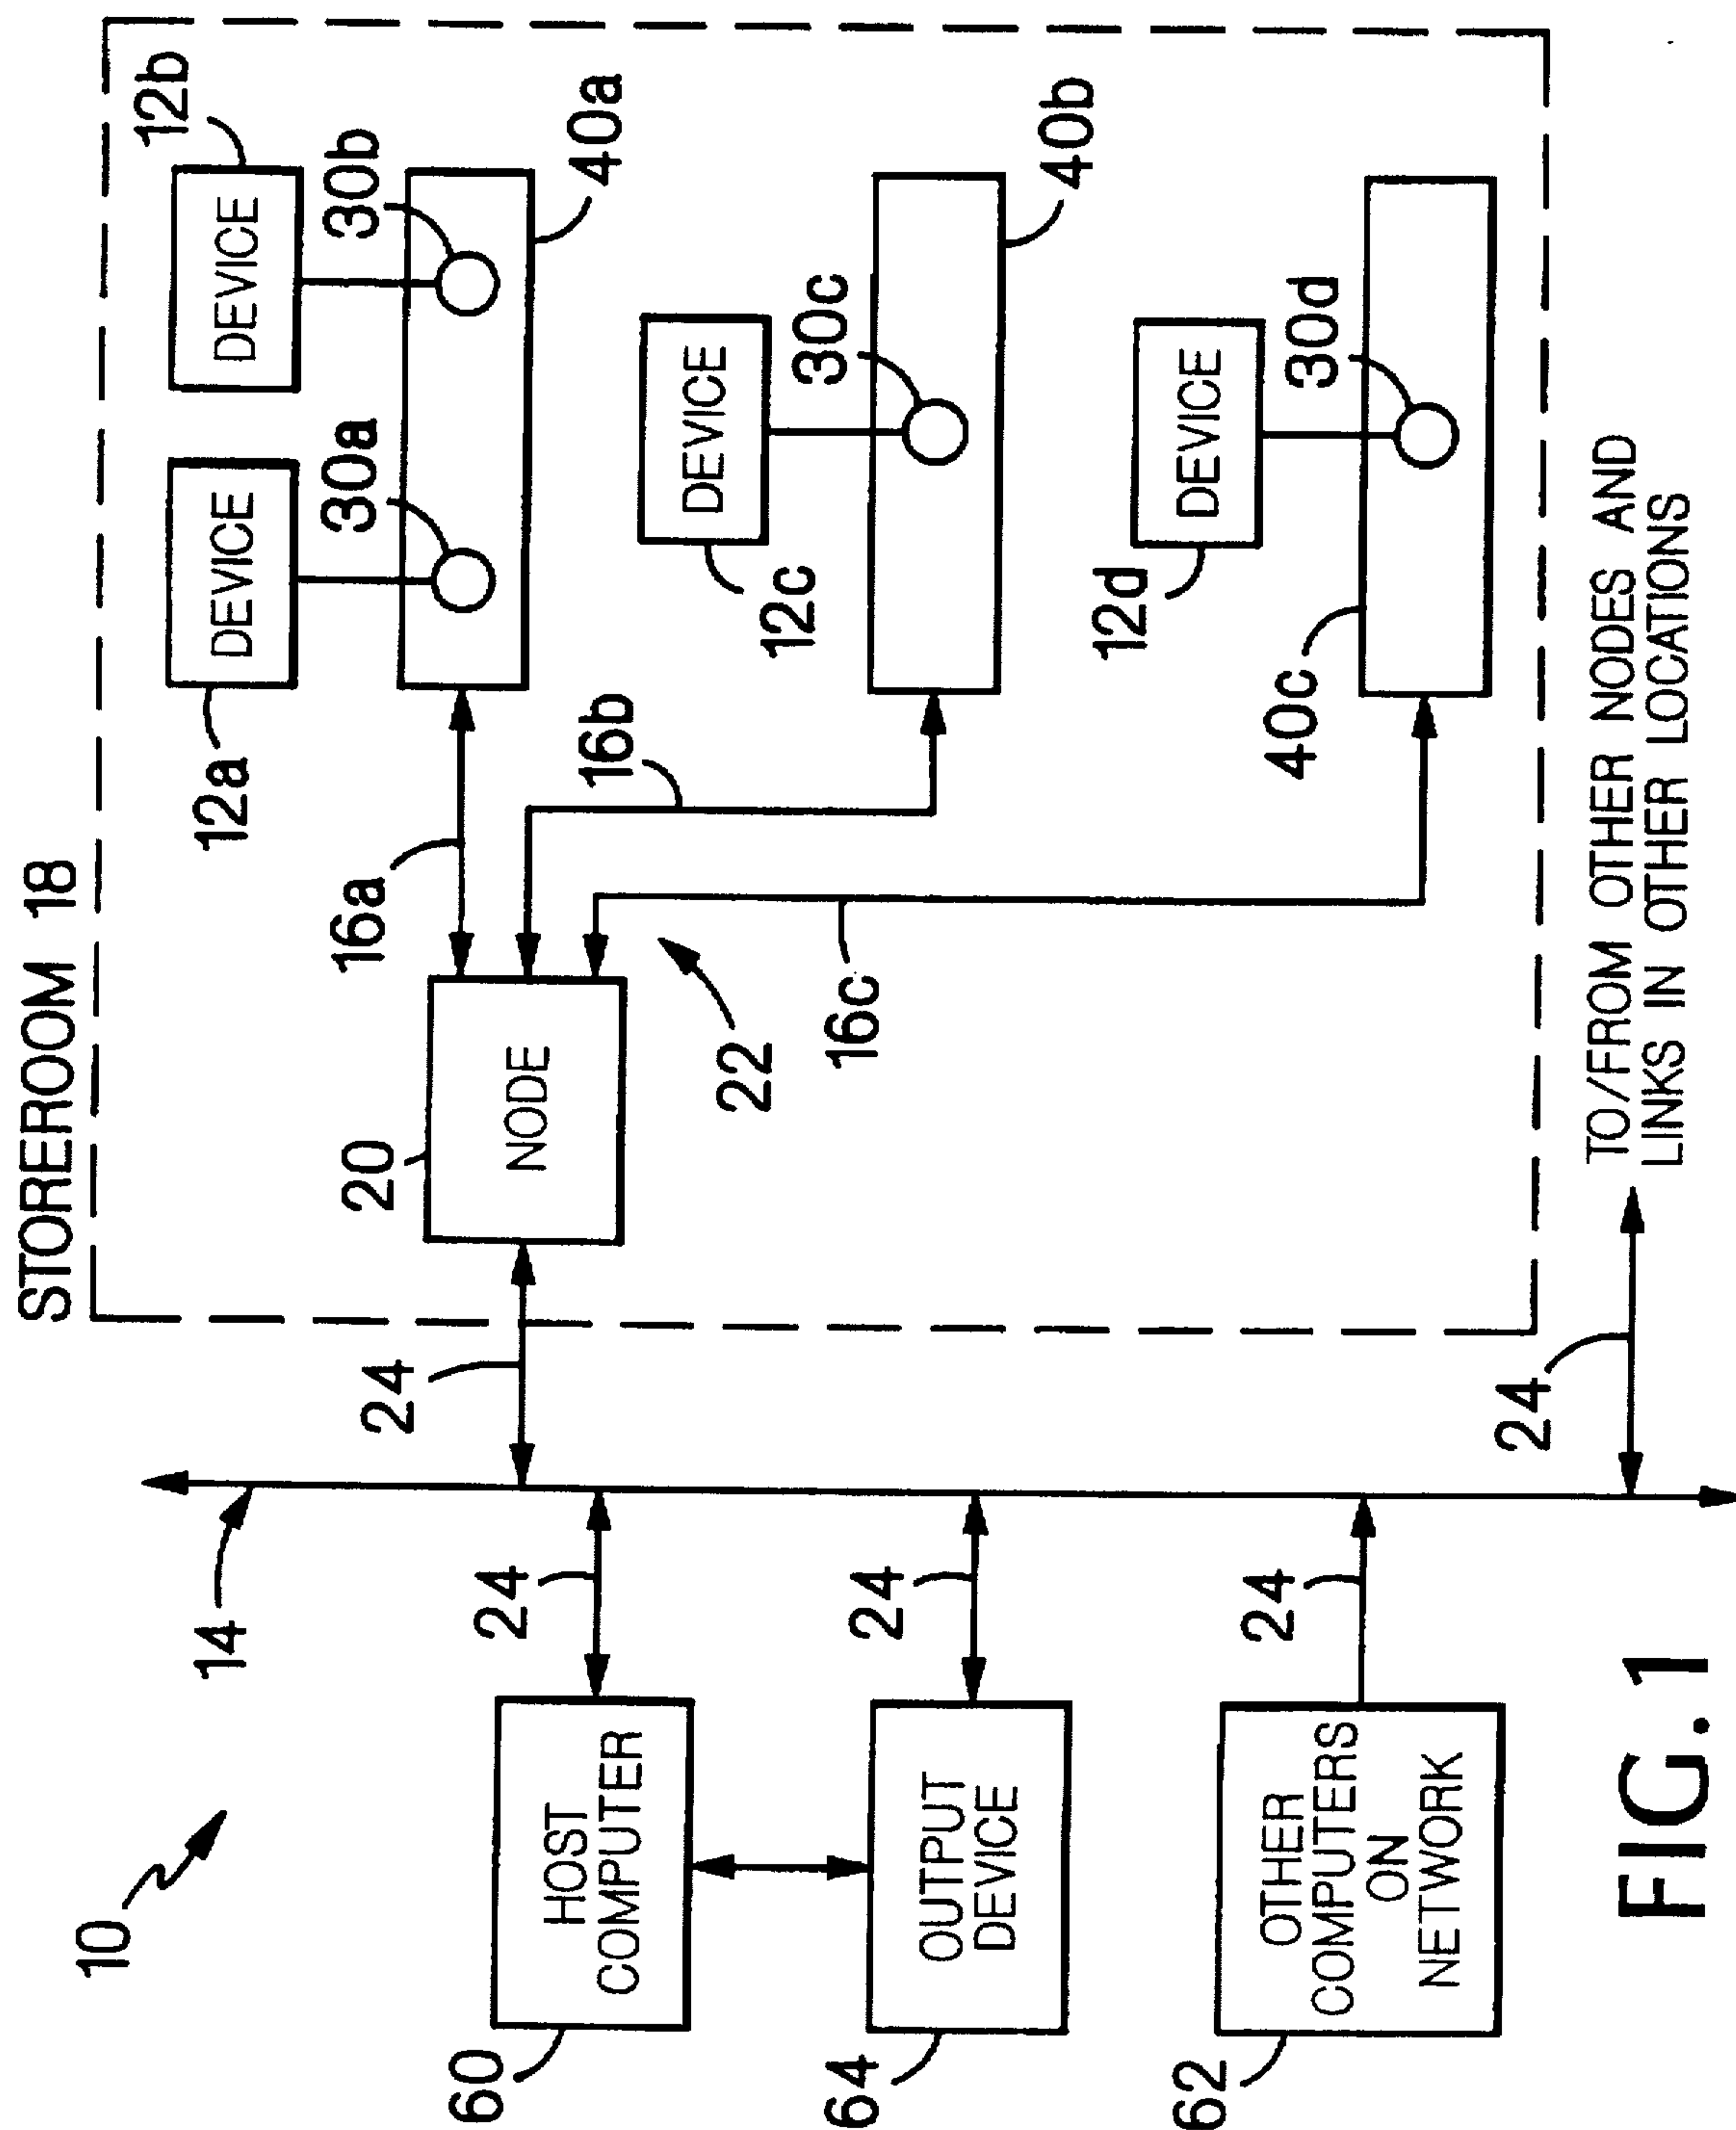 STOREROOM 18
10
14
24
20
NODE
22
16a
16b
16c
12a
DEVICE
30a
12b
DEVICE
30b
40a
12c
DEVICE
30c
40b
12d
DEVICE
30d
40c
60
HOST
COMPUTER
24
64
OUTPUT
DEVICE
24
62
OTHER
COMPUTERS
ON
NETWORK
24
24
TO/FROM OTHER NODES AND
LINKS IN OTHER LOCATIONS
FIG. 1